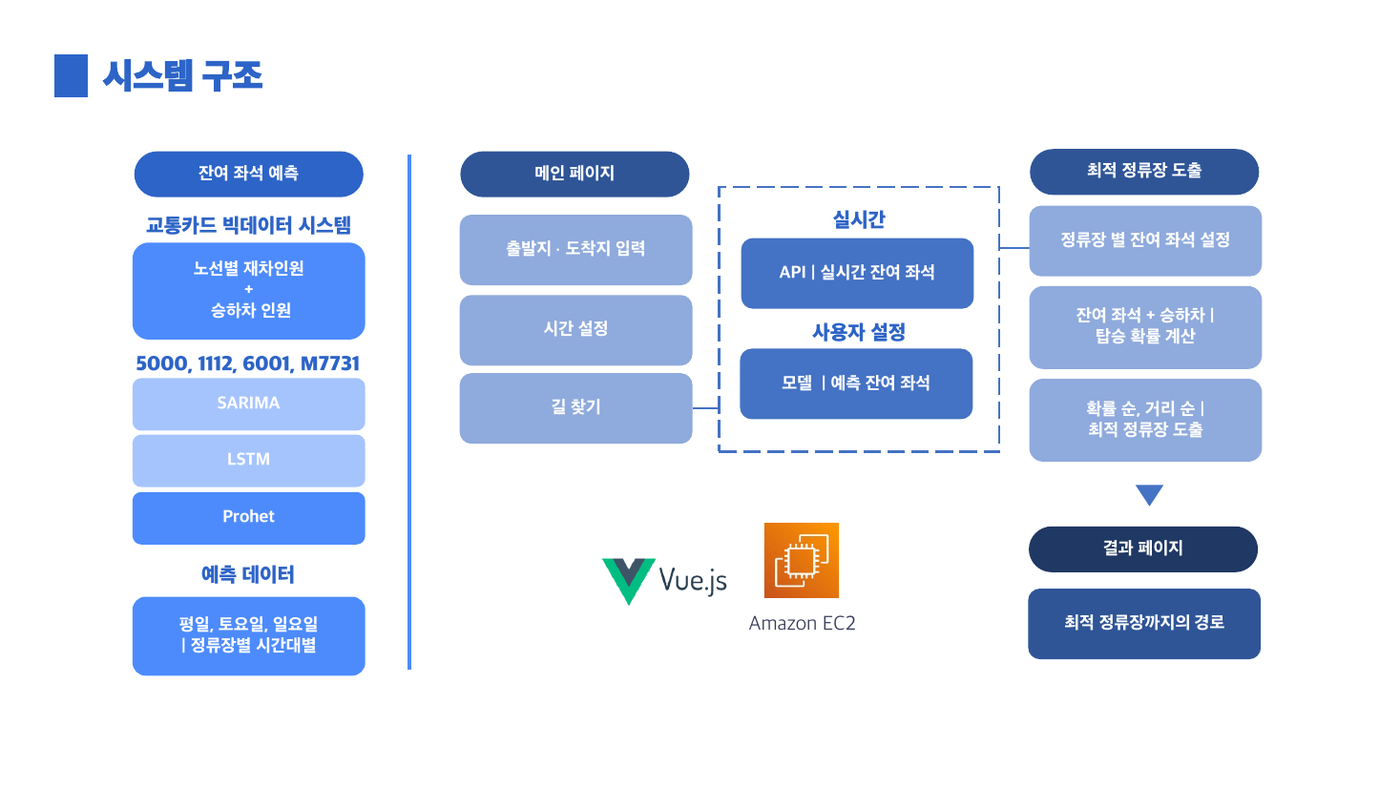 시스템 구조
잔여 좌석 예측
교통카드 빅데이터 시스템
노선별 재차인원
+
승하차 인원
5000, 1112, 6001, M7731
SARIMA
LSTM
Prohet
예측 데이터
평일, 토요일, 일요일
| 정류장별 시간대별
메인 페이지
출발지 · 도착지 입력
시간 설정
길 찾기
실시간
API | 실시간 잔여 좌석
사용자 설정
모델 | 예측 잔여 좌석
최적 정류장 도출
정류장 별 잔여 좌석 설정
잔여 좌석 + 승하차 |
탑승 확률 계산
확률 순, 거리 순 |
최적 정류장 도출
결과 페이지
최적 정류장까지의 경로
Vue.js
Amazon EC2